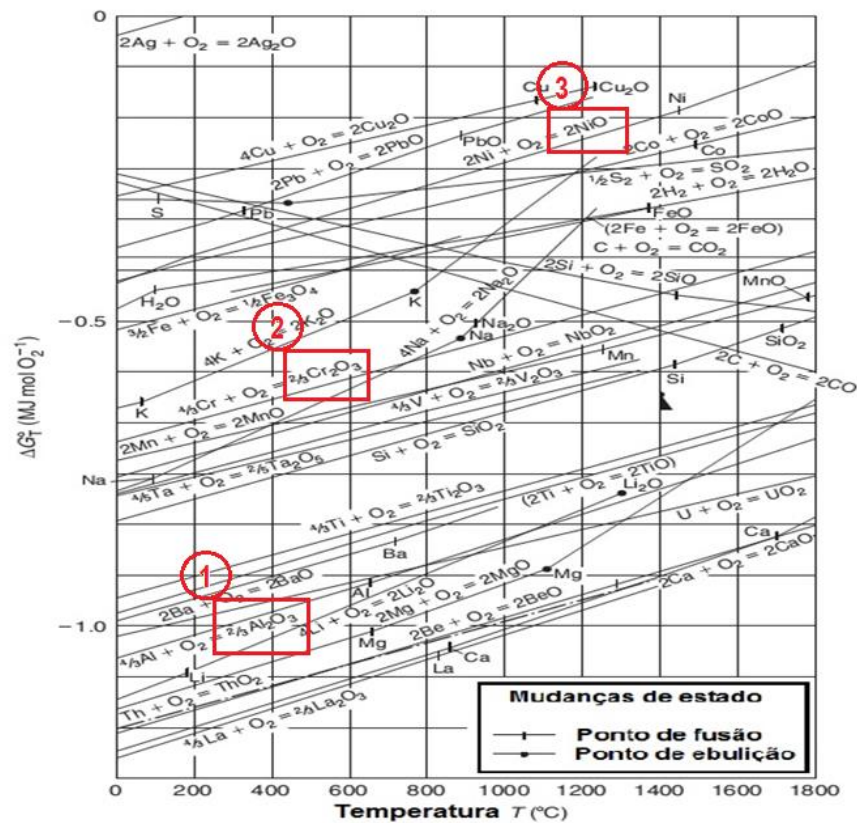 0
2Ag + O₂ = 2Ag₂O
3
Cu
Cu₂O
Ni
4Cu + O₂ = 2Cu₂O
PbO
2Ni + O₂ = 2NiO
2Co + O₂ = 2CoO
Co
2Pb + O₂ = 2PbO
½S₂ + O₂ = SO₂
2H₂ + O₂ = 2H₂O
S
Pb
FeO
(2Fe + O₂ = 2FeO)
C + O₂ = CO₂
2Si + O₂ = 2SiO
MnO
H₂O
K
³⁄₂Fe + O₂ = ½Fe₃O₄
−0.5
2
4K + O₂ = 2K₂O
4Na + O₂ = 2Na₂O
Na₂O
Na
SiO₂
Nb + O₂ = NbO₂
Mn
2C + O₂ = 2CO
⁴⁄₃Cr + O₂ = ⅔Cr₂O₃
⁴⁄₃V + O₂ = ⅔V₂O₃
Si
K
2Mn + O₂ = 2MnO
Si + O₂ = SiO₂
Na
⅘Ta + O₂ = ⅖Ta₂O₅
(2Ti + O₂ = 2TiO)
Li₂O
⁴⁄₃Ti + O₂ = ⅔Ti₂O₃
U + O₂ = UO₂
Ba
Ca
1
2Ba + O₂ = 2BaO
Al
Mg
2Ca + O₂ = 2CaO
4Li + O₂ = 2Li₂O
2Mg + O₂ = 2MgO
−1.0
⁴⁄₃Al + O₂ = ⅔Al₂O₃
2Be + O₂ = 2BeO
Mg
Ca
La
Li
Th + O₂ = ThO₂
⁴⁄₃La + O₂ = ⅔La₂O₃
Mudanças de estado
Ponto de fusão
Ponto de ebulição
0 200 400 600 800 1000 1200 1400 1600 1800
Temperatura T (°C)
ΔG°T (MJ mol O₂⁻¹)